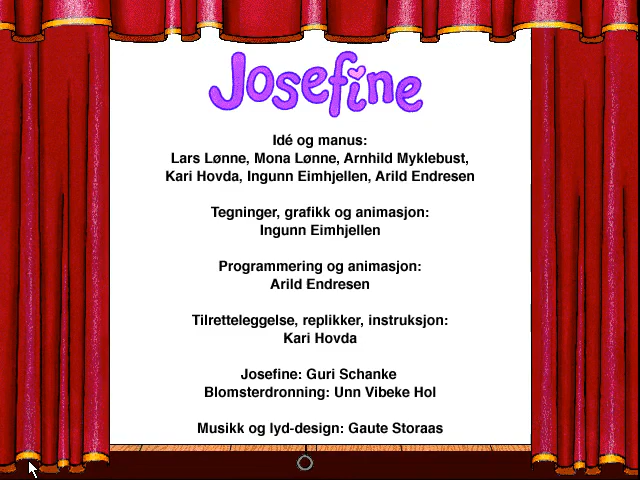 Josefine
Idé og manus:
Lars Lønne, Mona Lønne, Arnhild Myklebust,
Kari Hovda, Ingunn Eimhjellen, Arild Endresen
Tegninger, grafikk og animasjon:
Ingunn Eimhjellen
Programmering og animasjon:
Arild Endresen
Tilretteleggelse, replikker, instruksjon:
Kari Hovda
Josefine: Guri Schanke
Blomsterdronning: Unn Vibeke Hol
Musikk og lyd-design: Gaute Storaas